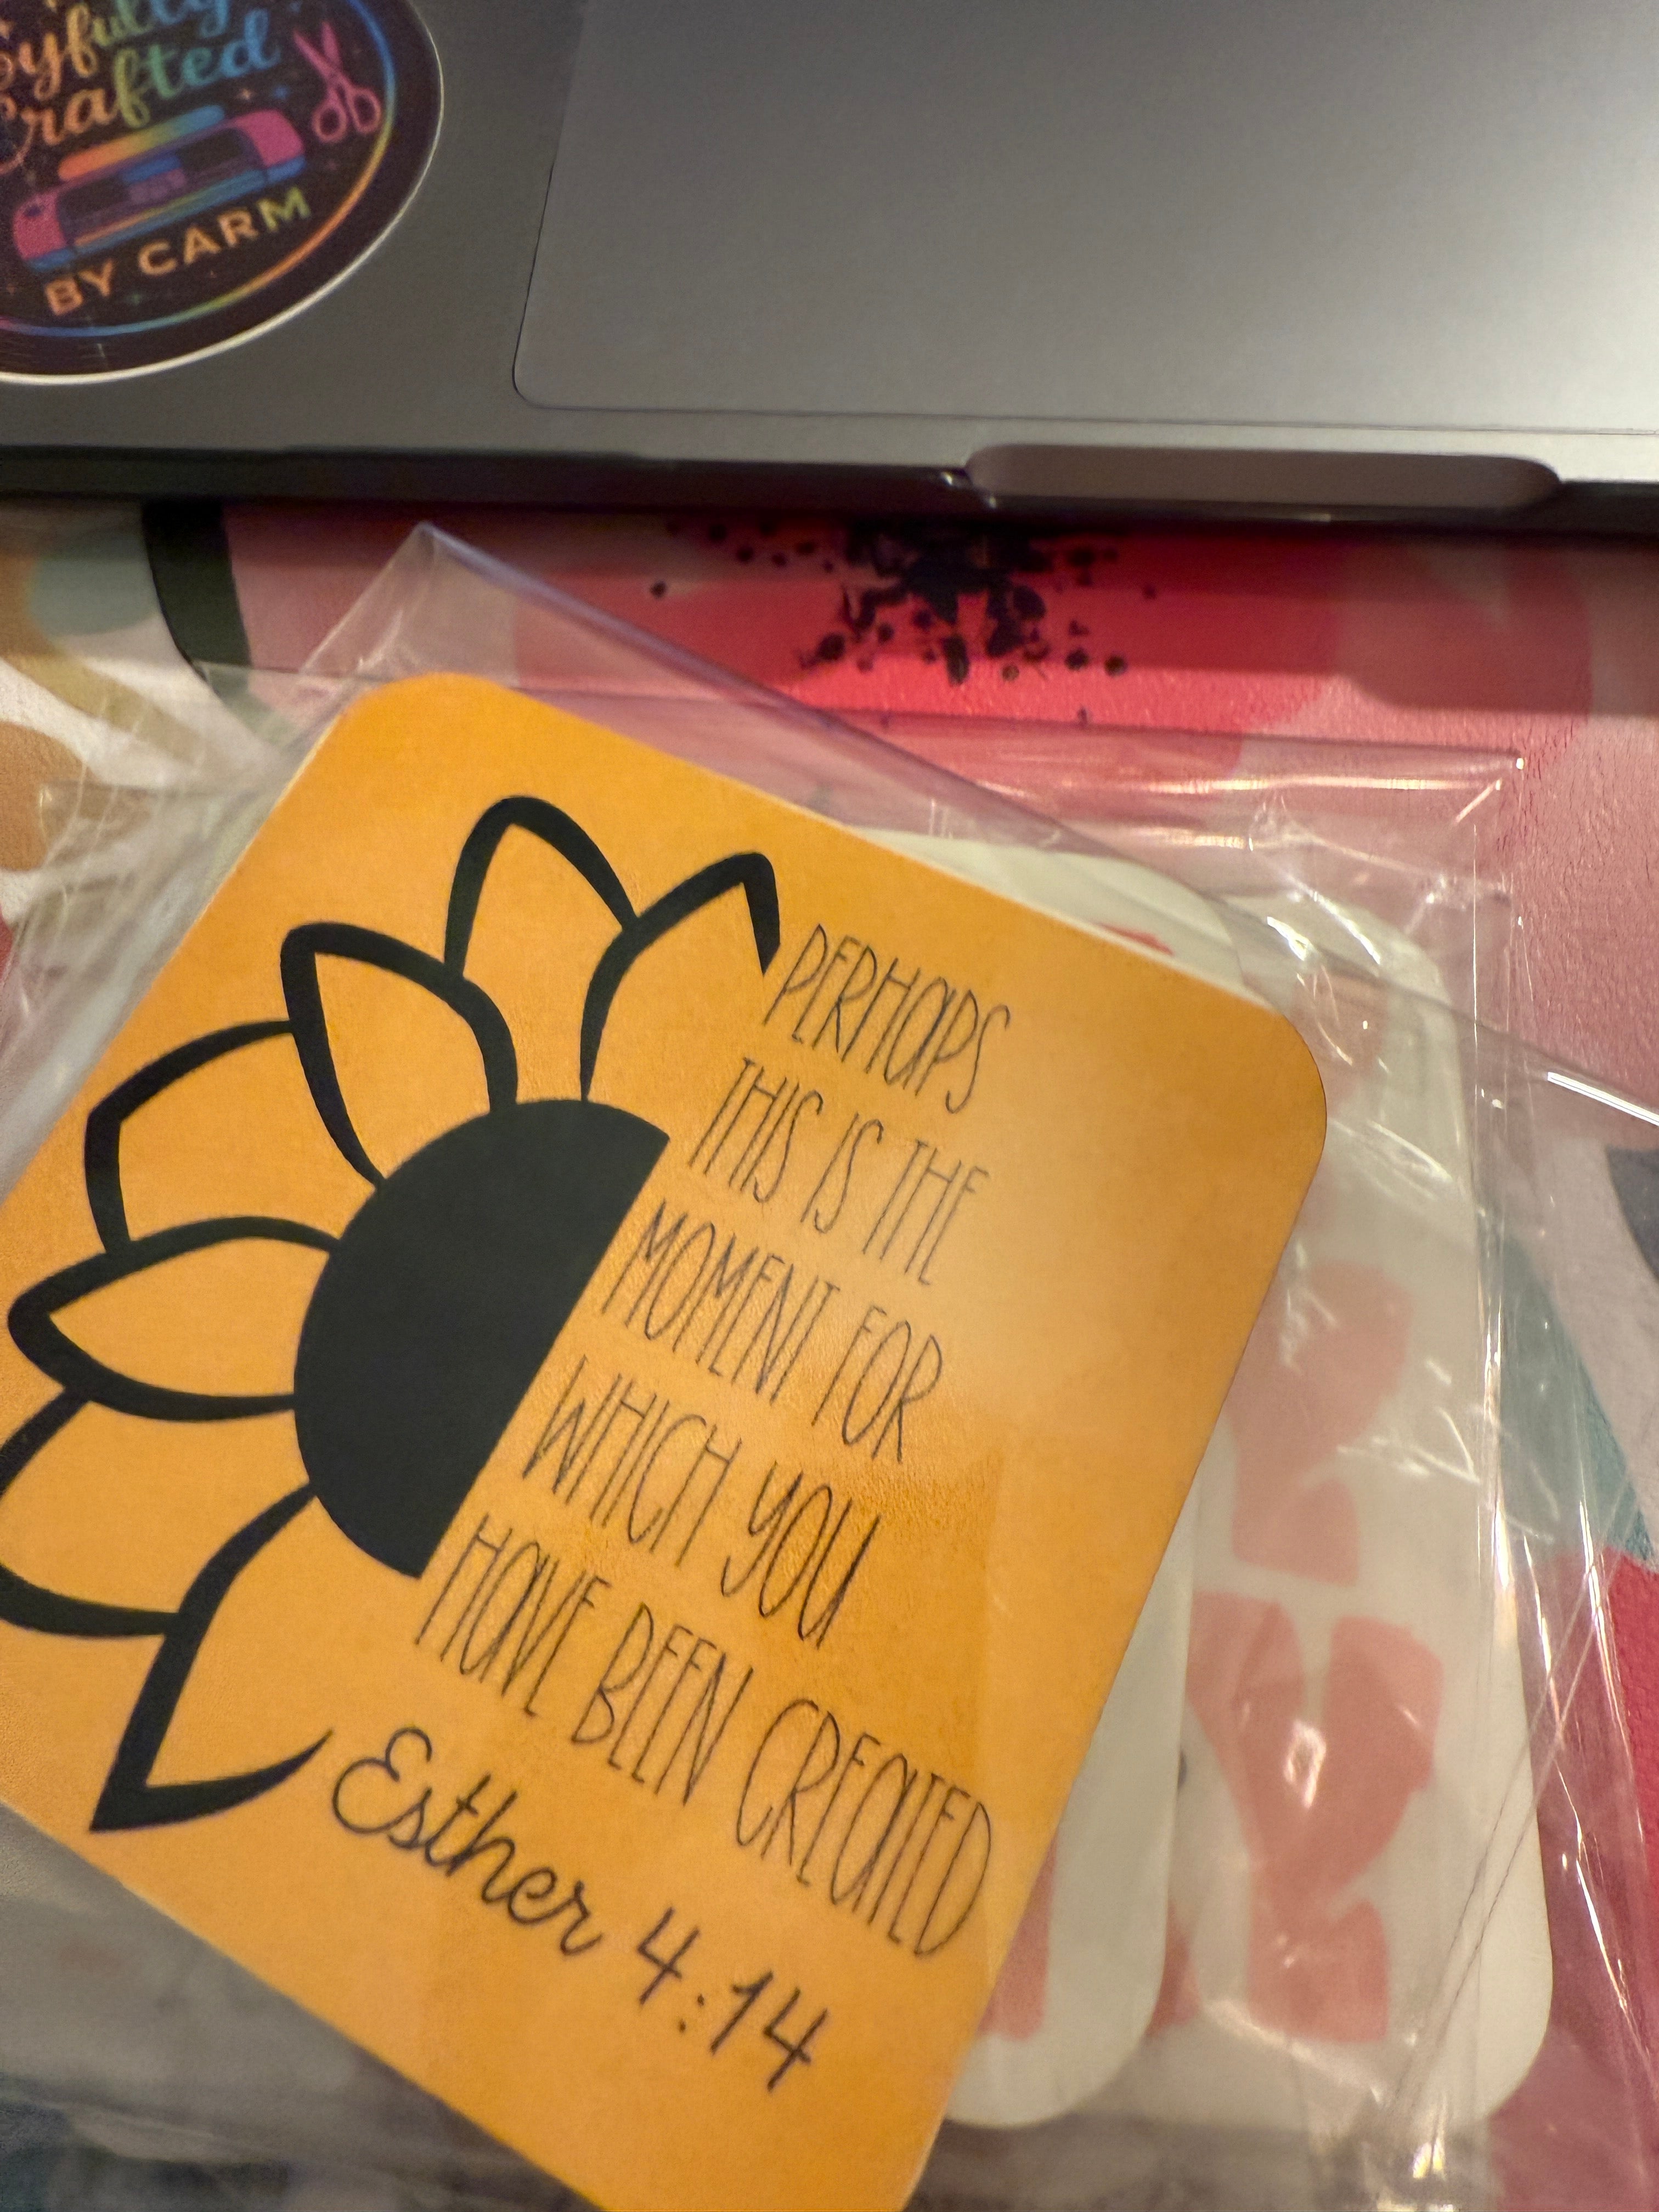 Crafted
BY CARM
PERHAPS
THIS IS THE
MOMENT FOR
WHICH YOU
HAVE BEEN CREATED
Esther 4:14